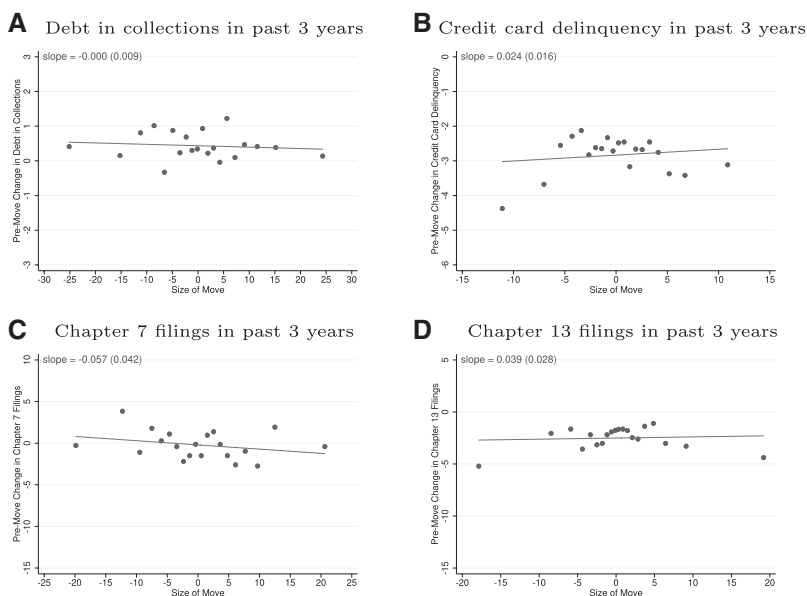 A Debt in collections in past 3 years
slope = -0.000 (0.009)
Pre-Move Change in Debt in Collections
3
2
1
0
-1
-2
-3
-30 -25 -20 -15 -10 -5 0 5 10 15 20 25 30
Size of Move
B Credit card delinquency in past 3 years
slope = 0.024 (0.016)
Pre-Move Change in Credit Card Delinquency
0
-1
-2
-3
-4
-5
-6
-15 -10 -5 0 5 10 15
Size of Move
C Chapter 7 filings in past 3 years
slope = -0.057 (0.042)
Pre-Move Change in Chapter 7 Filings
10
5
0
-5
-10
-15
-25 -20 -15 -10 -5 0 5 10 15 20 25
Size of Move
D Chapter 13 filings in past 3 years
slope = 0.039 (0.028)
Pre-Move Change in Chapter 13 Filings
5
0
-5
-10
-15
-20 -15 -10 -5 0 5 10 15 20
Size of Move